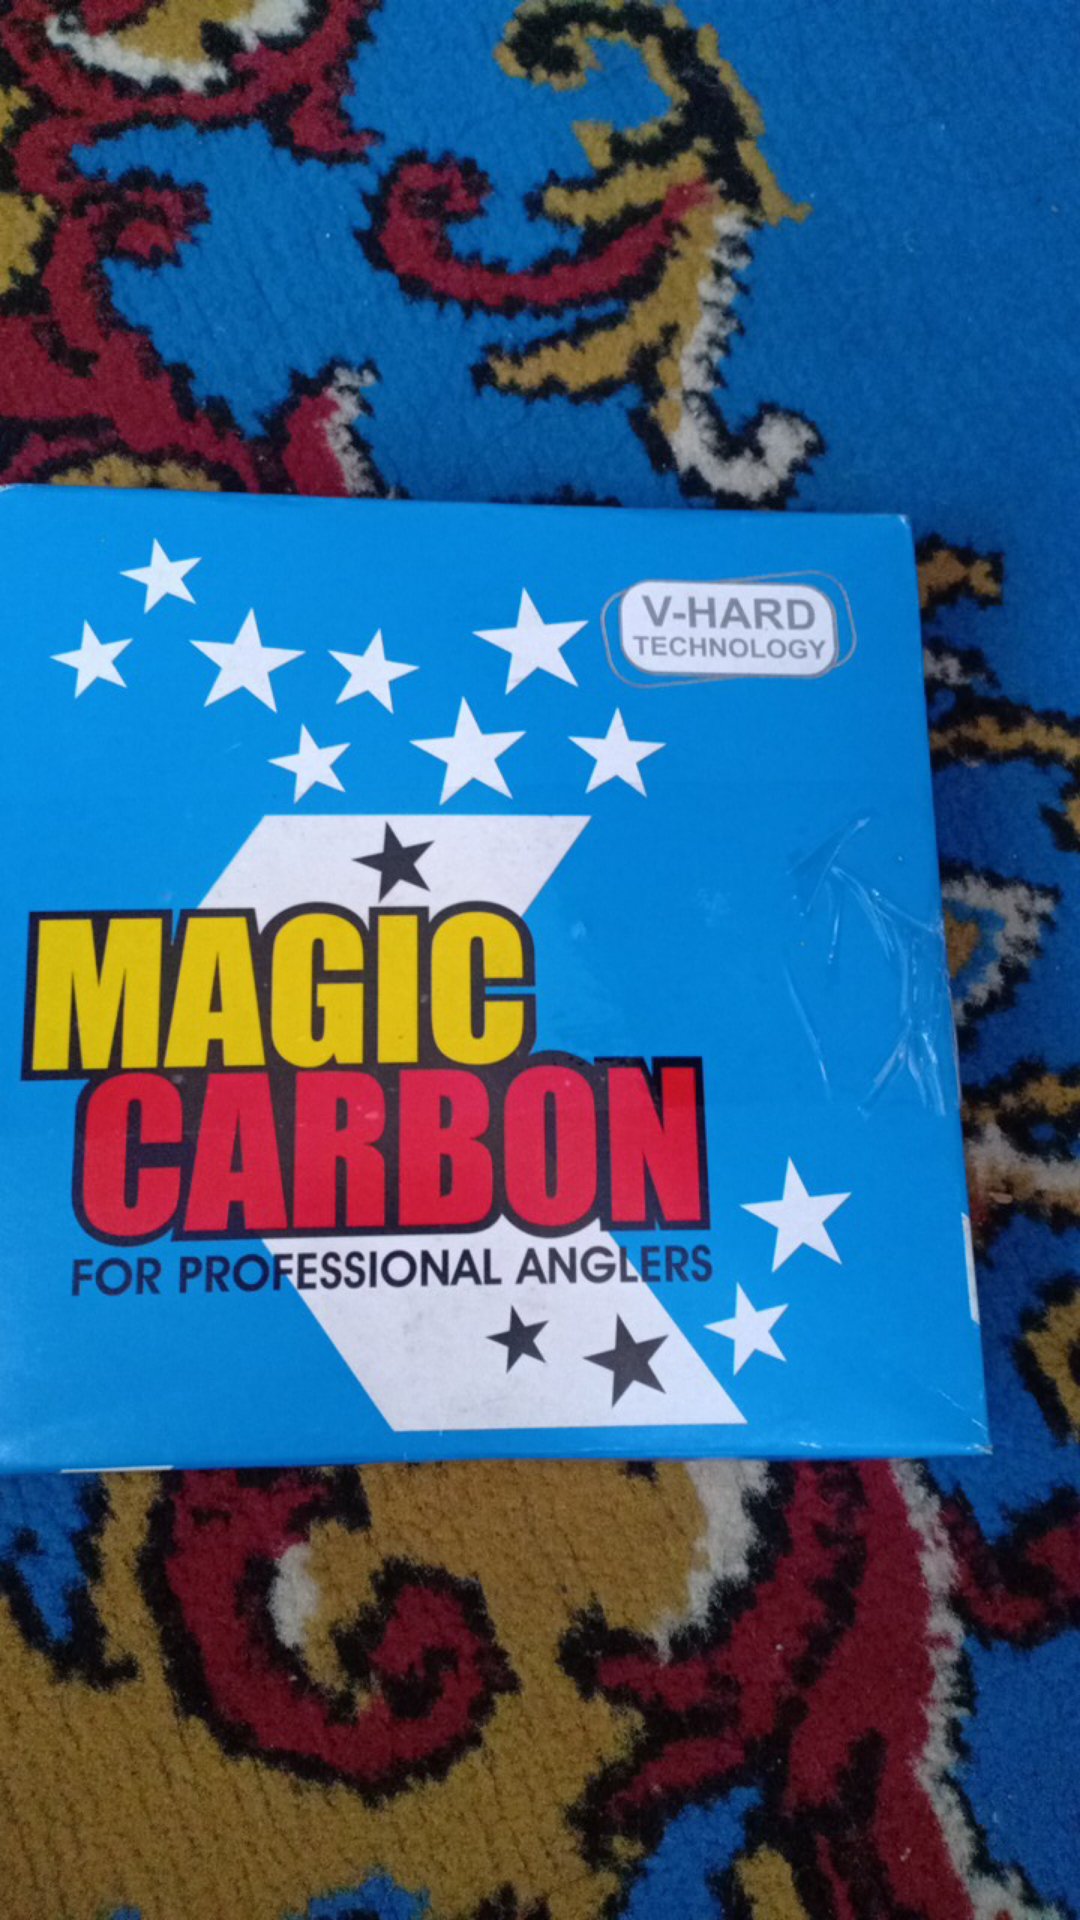 V-HARD
TECHNOLOGY
MAGIC
CARBON
FOR PROFESSIONAL ANGLERS